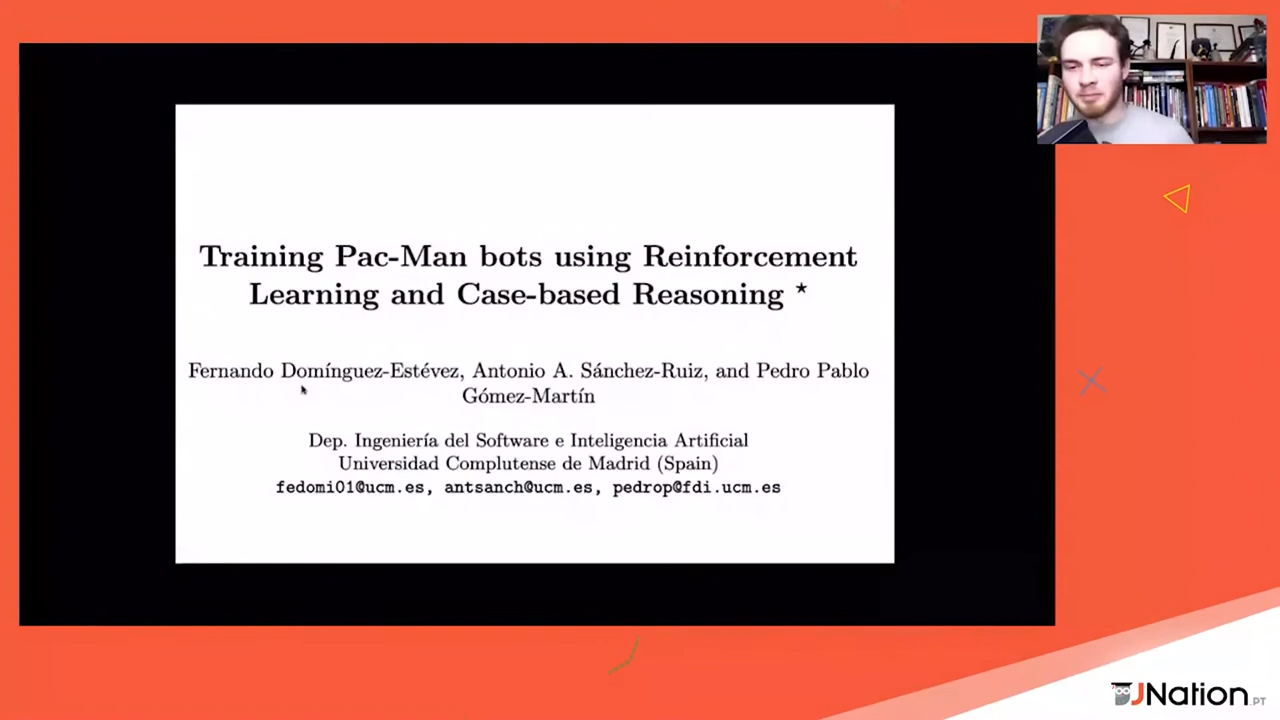 Training Pac-Man bots using Reinforcement
Learning and Case-based Reasoning *
Fernando Domínguez-Estévez, Antonio A. Sánchez-Ruiz, and Pedro Pablo
Gómez-Martín
Dep. Ingeniería del Software e Inteligencia Artificial
Universidad Complutense de Madrid (Spain)
fedomi01@ucm.es, antsanch@ucm.es, pedrop@fdi.ucm.es
JNation.PT